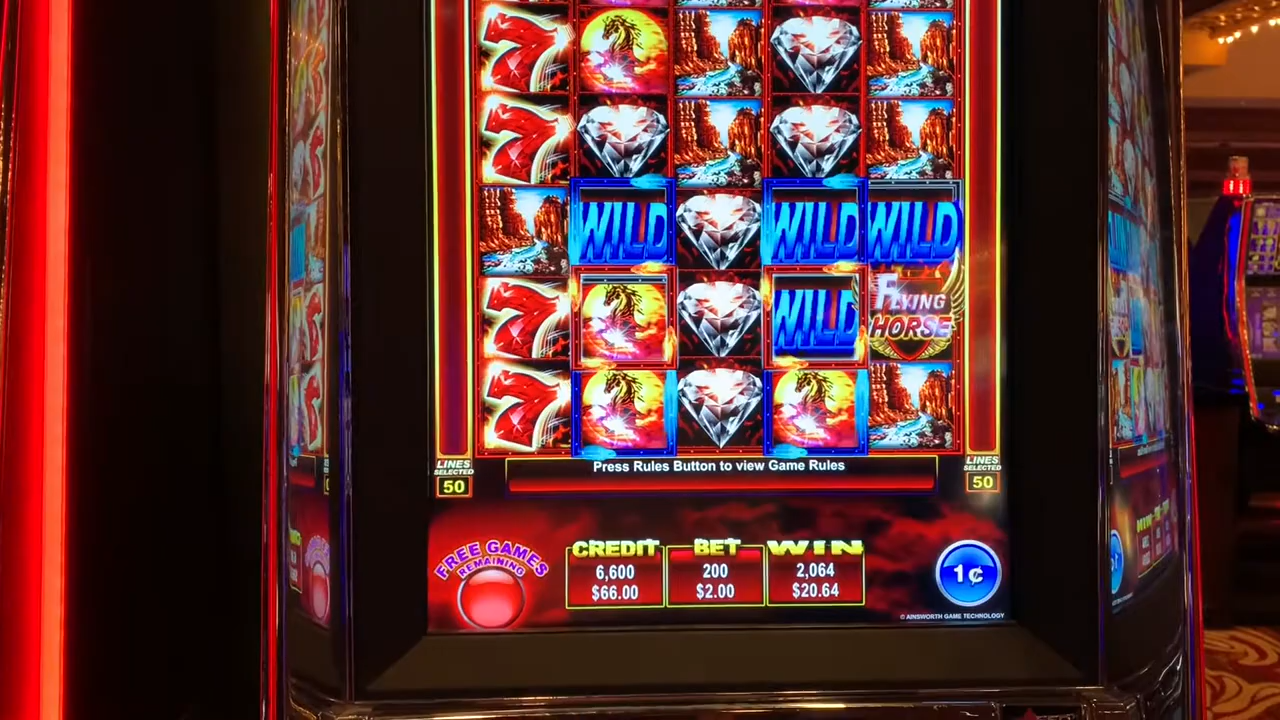 WILD WILD WILD
WILD
FLYING
HORSE
Press Rules Button to view Game Rules
LINES
SELECTED
50
LINES
SELECTED
50
FREE GAMES
REMAINING
CREDIT
6,600
$66.00
BET
200
$2.00
WIN
2,064
$20.64
1¢
© AINSWORTH GAME TECHNOLOGY